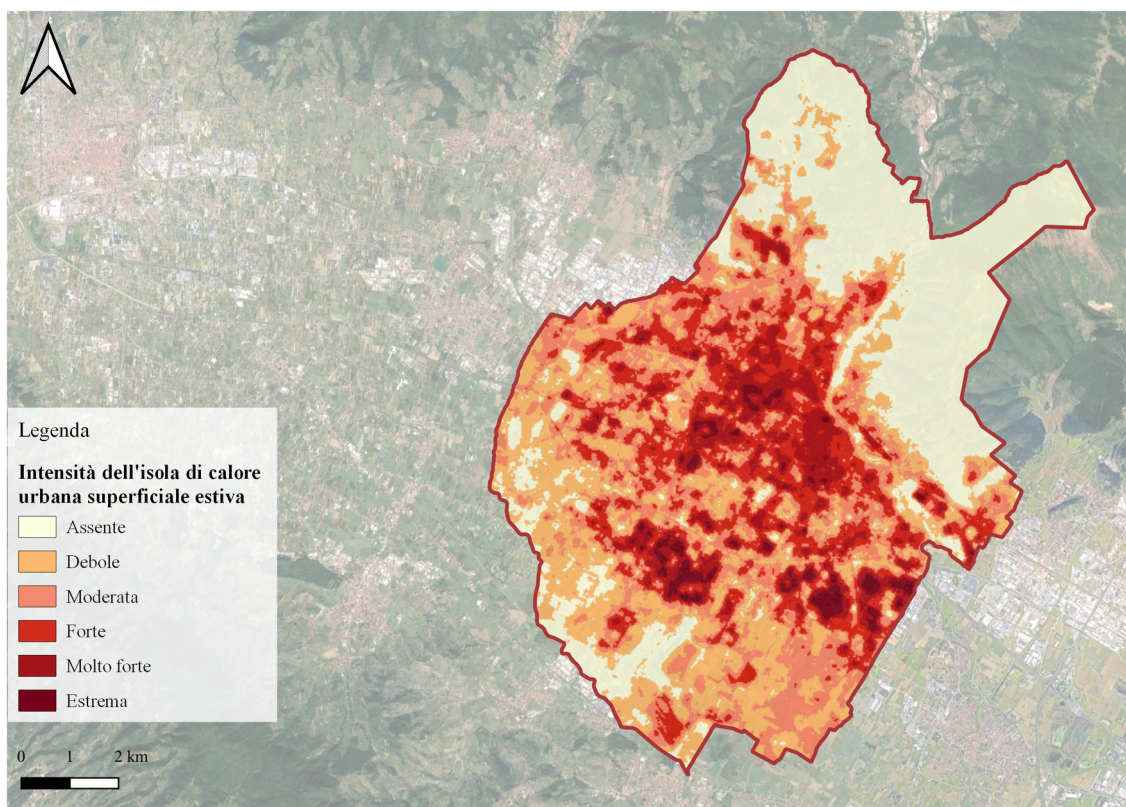 Legenda
Intensità dell'isola di calore
urbana superficiale estiva
Assente
Debole
Moderata
Forte
Molto forte
Estrema
0 1 2 km